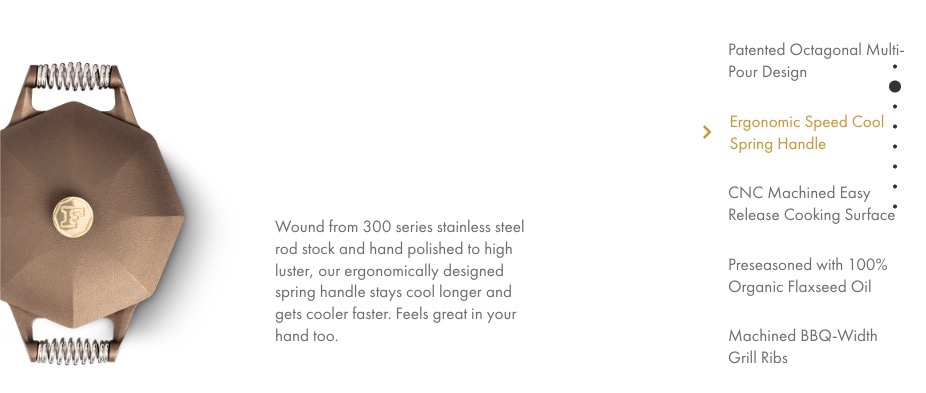 F
Wound from 300 series stainless steel
rod stock and hand polished to high
luster, our ergonomically designed
spring handle stays cool longer and
gets cooler faster. Feels great in your
hand too.
Patented Octagonal Multi-
Pour Design
Ergonomic Speed Cool
Spring Handle
CNC Machined Easy
Release Cooking Surface
Preseasoned with 100%
Organic Flaxseed Oil
Machined BBQ-Width
Grill Ribs